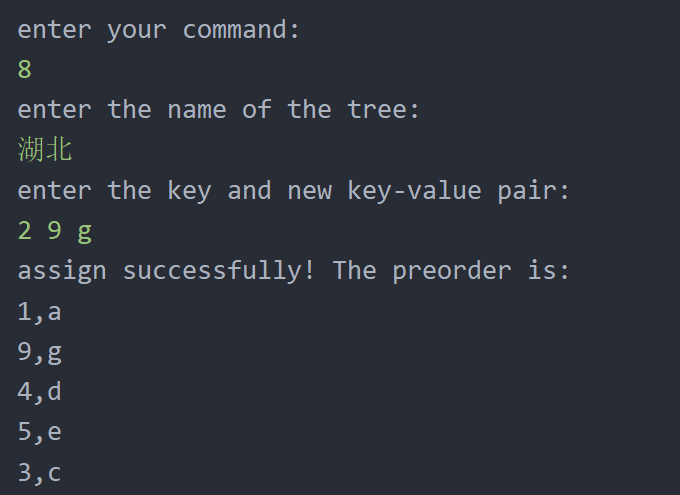 enter your command:
8
enter the name of the tree:
湖北
enter the key and new key-value pair:
2 9 g
assign successfully! The preorder is:
1,a
9,g
4,d
5,e
3,c